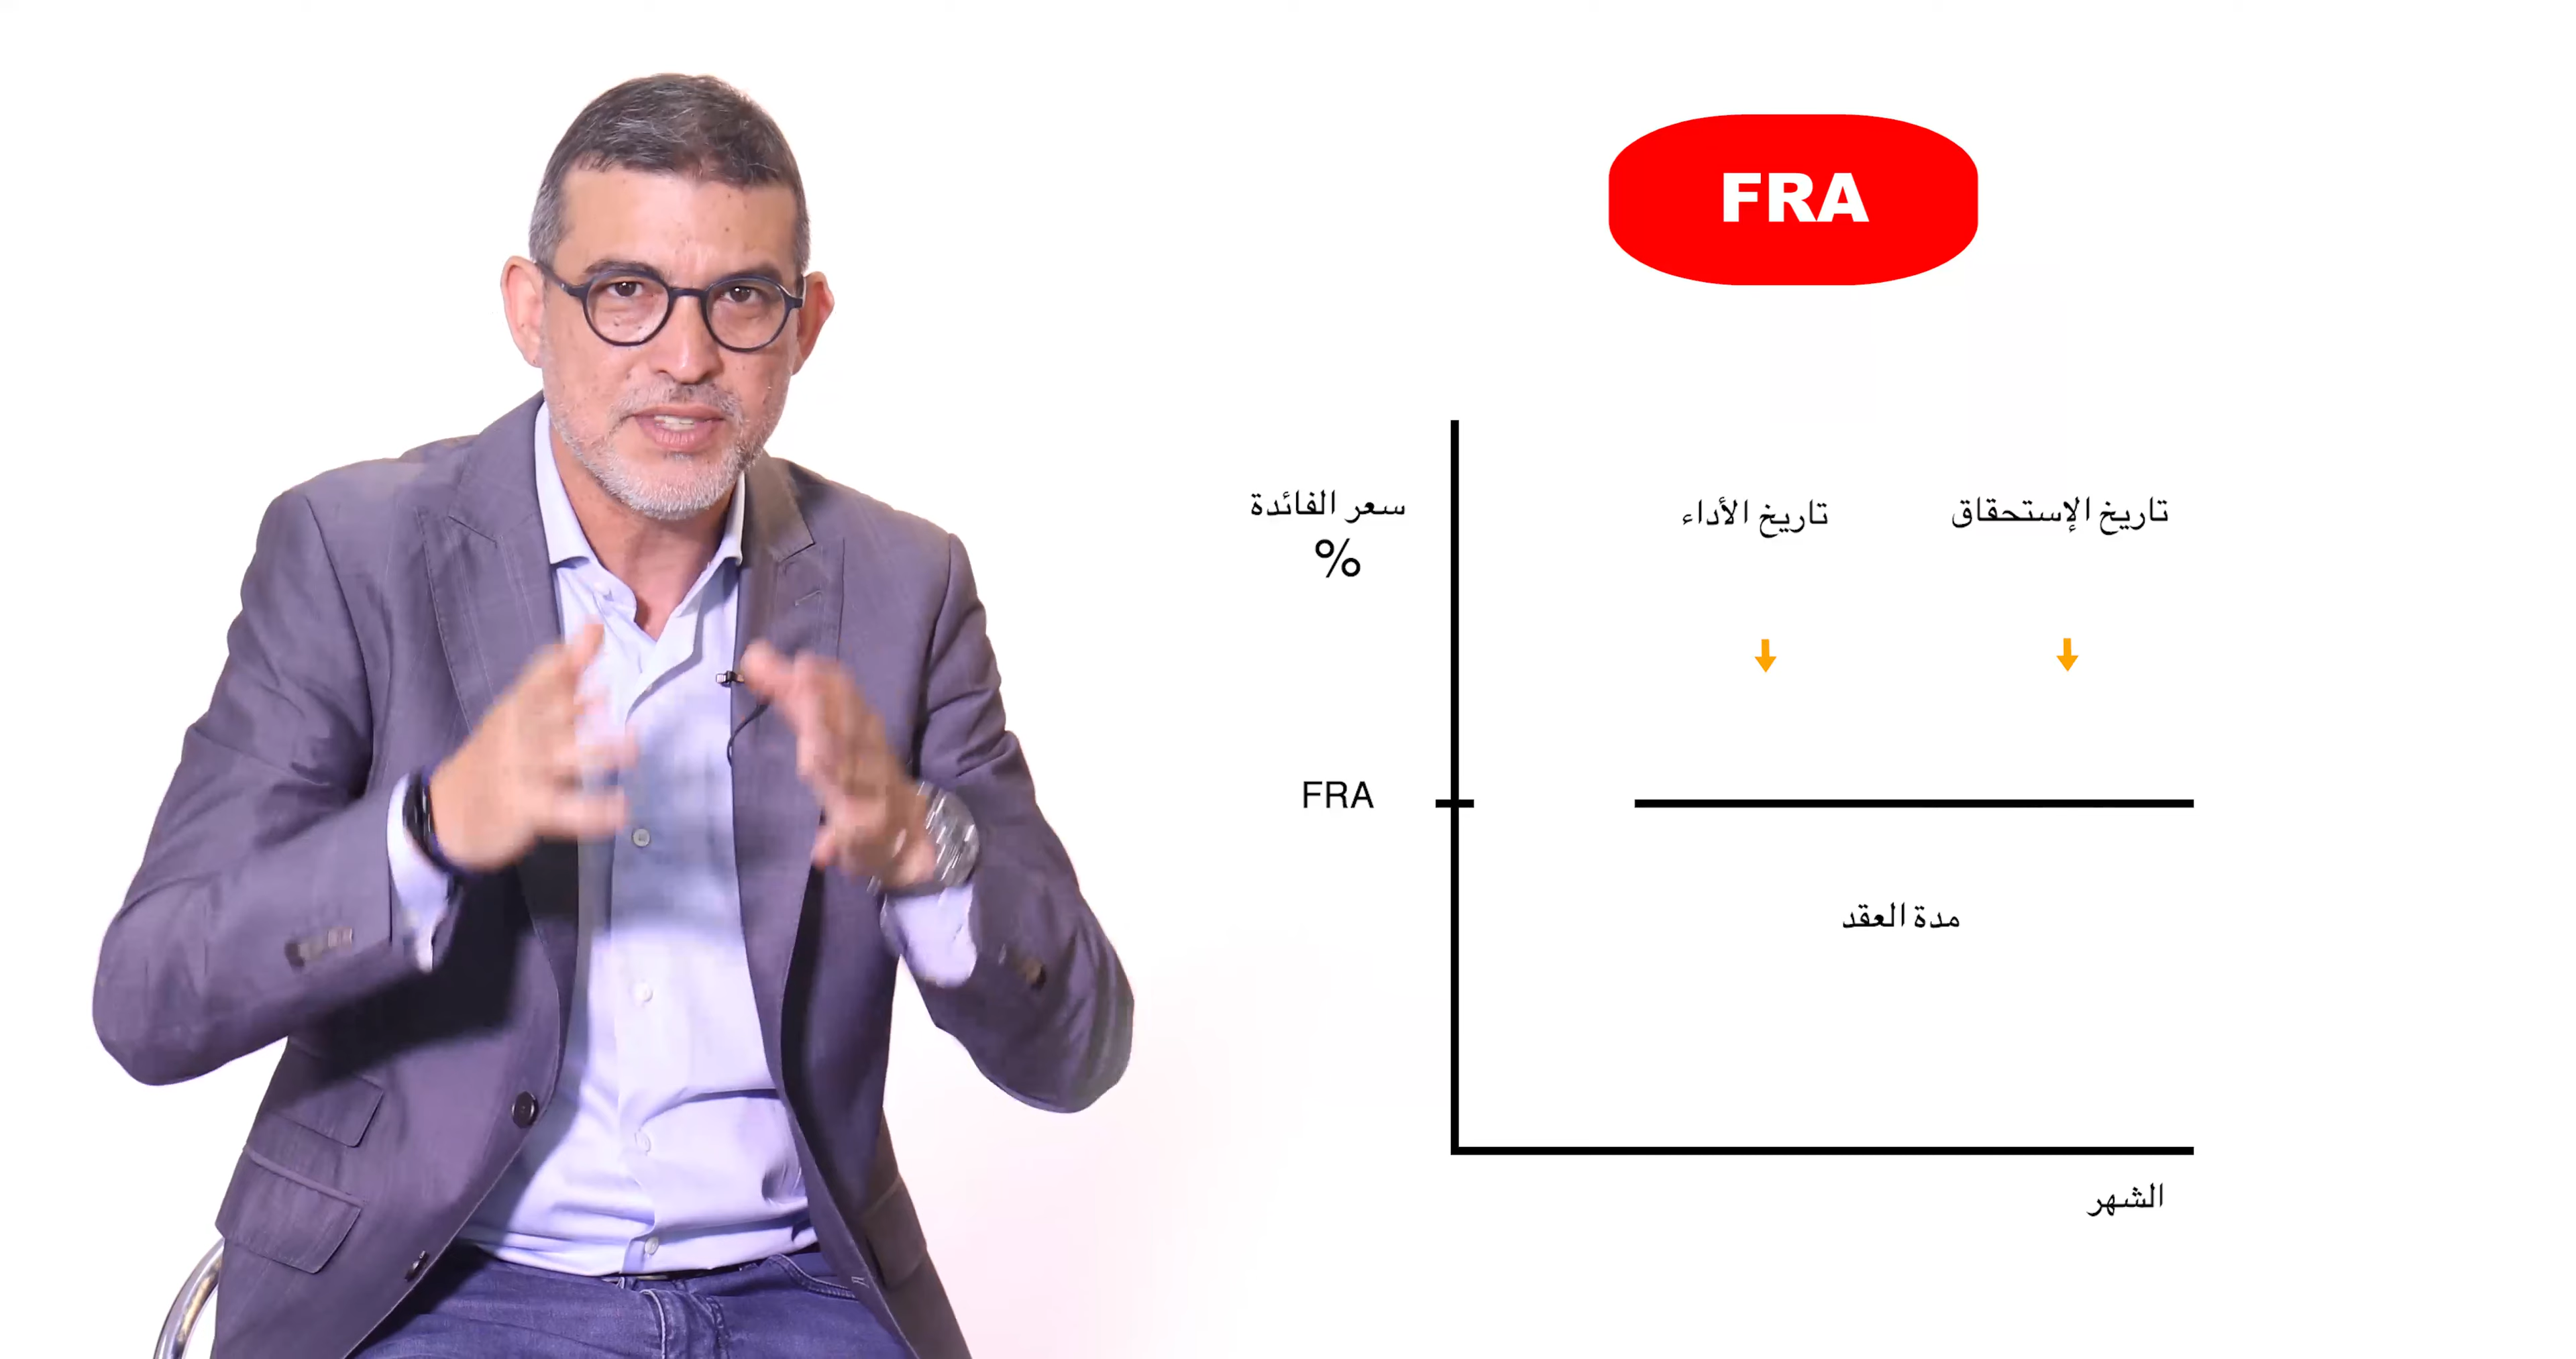 FRA
سعر الفائدة
%
تاريخ الأداء
تاريخ الإستحقاق
FRA
مدة العقد
الشهر